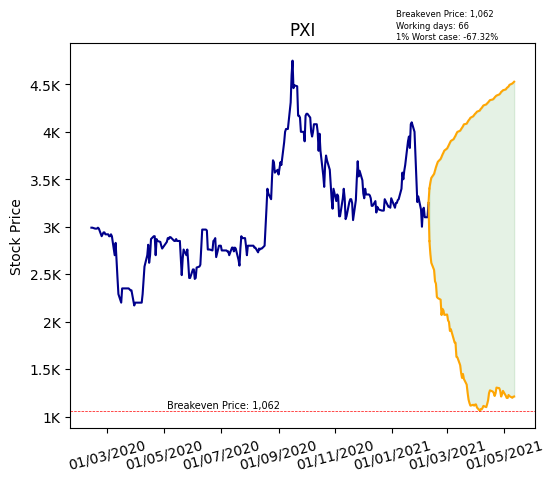 Breakeven Price: 1,062
Working days: 66
1% Worst case: -67.32%
PXI
Stock Price
4.5K
4K
3.5K
3K
2.5K
2K
1.5K
1K
Breakeven Price: 1,062
01/03/2020
01/05/2020
01/07/2020
01/09/2020
01/11/2020
01/01/2021
01/03/2021
01/05/2021